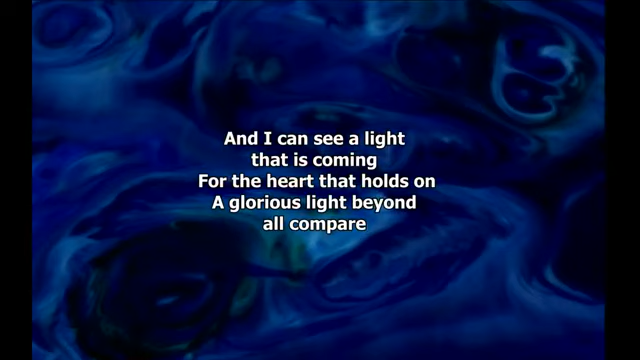 And I can see a light
that is coming
For the heart that holds on
A glorious light beyond
all compare